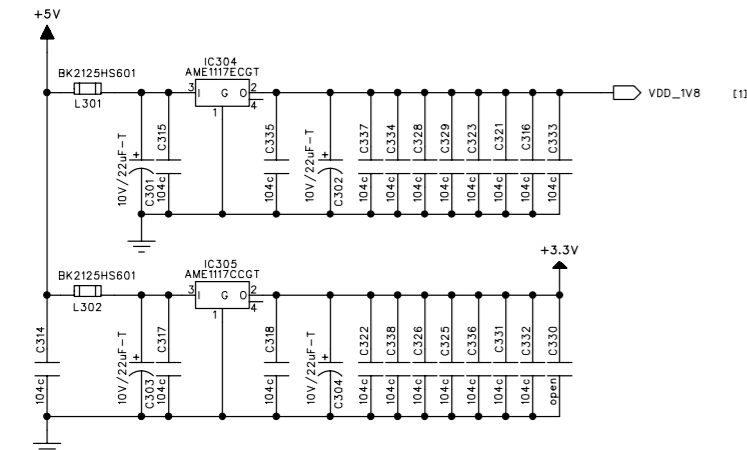 +5V
BK2125HS601
L301
IC304
AME1117ECGT
3
I G O
2
4
1
VDD_1V8
[1]
10V/22uF-T
+
C301
C315
104c
C335
104c
10V/22uF-T
+
C302
C337
104c
C334
104c
C328
104c
C329
104c
C323
104c
C321
104c
C316
104c
C333
104c
+3.3V
BK2125HS601
L302
IC305
AME1117CCGT
3
I G O
2
4
1
C314
104c
10V/22uF-T
+
C303
C317
104c
C318
104c
10V/22uF-T
+
C304
C322
104c
C338
104c
C326
104c
C325
104c
C336
104c
C331
104c
C332
104c
C330
open